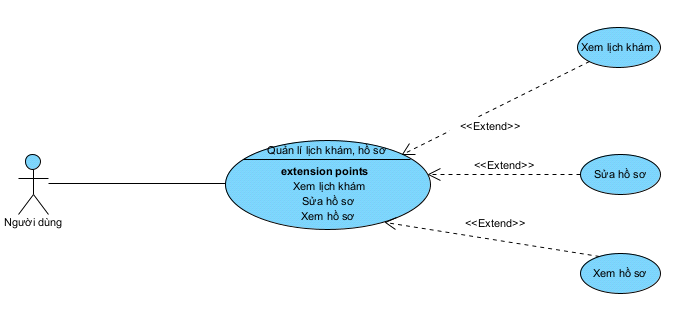 Xem lịch khám
<<Extend>>
Quản lí lịch khám, hồ sơ
extension points
Xem lịch khám
Sửa hồ sơ
Xem hồ sơ
<<Extend>>
Sửa hồ sơ
Người dùng
<<Extend>>
Xem hồ sơ